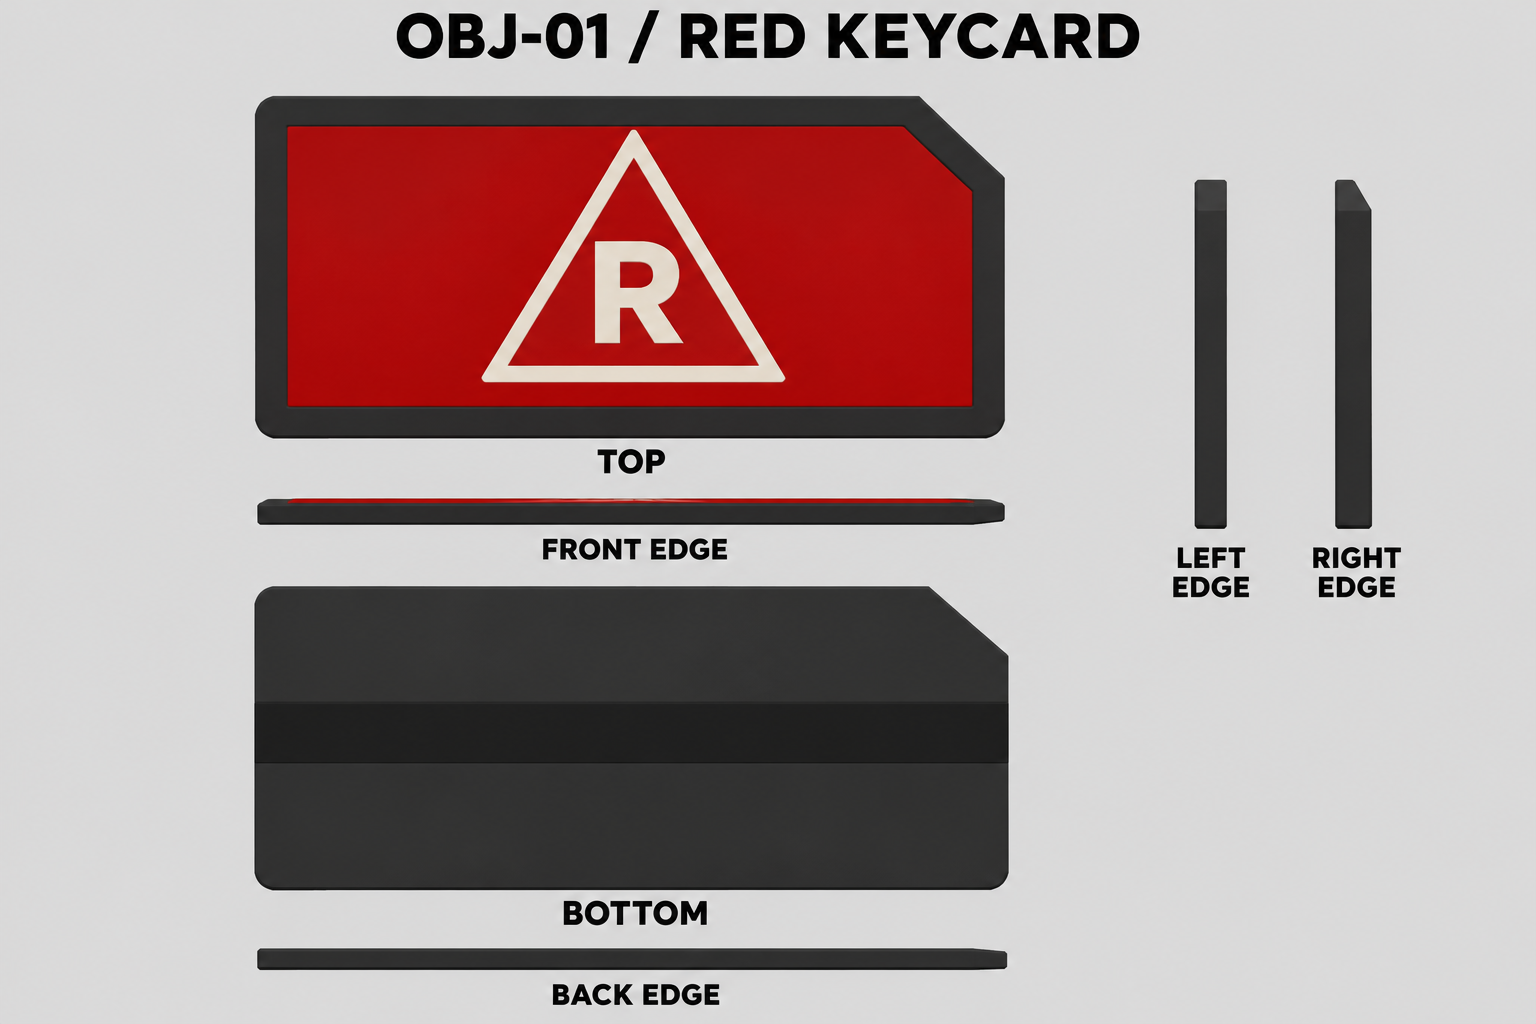 OBJ-01 / RED KEYCARD
R
TOP
FRONT EDGE
LEFT
EDGE
RIGHT
EDGE
BOTTOM
BACK EDGE